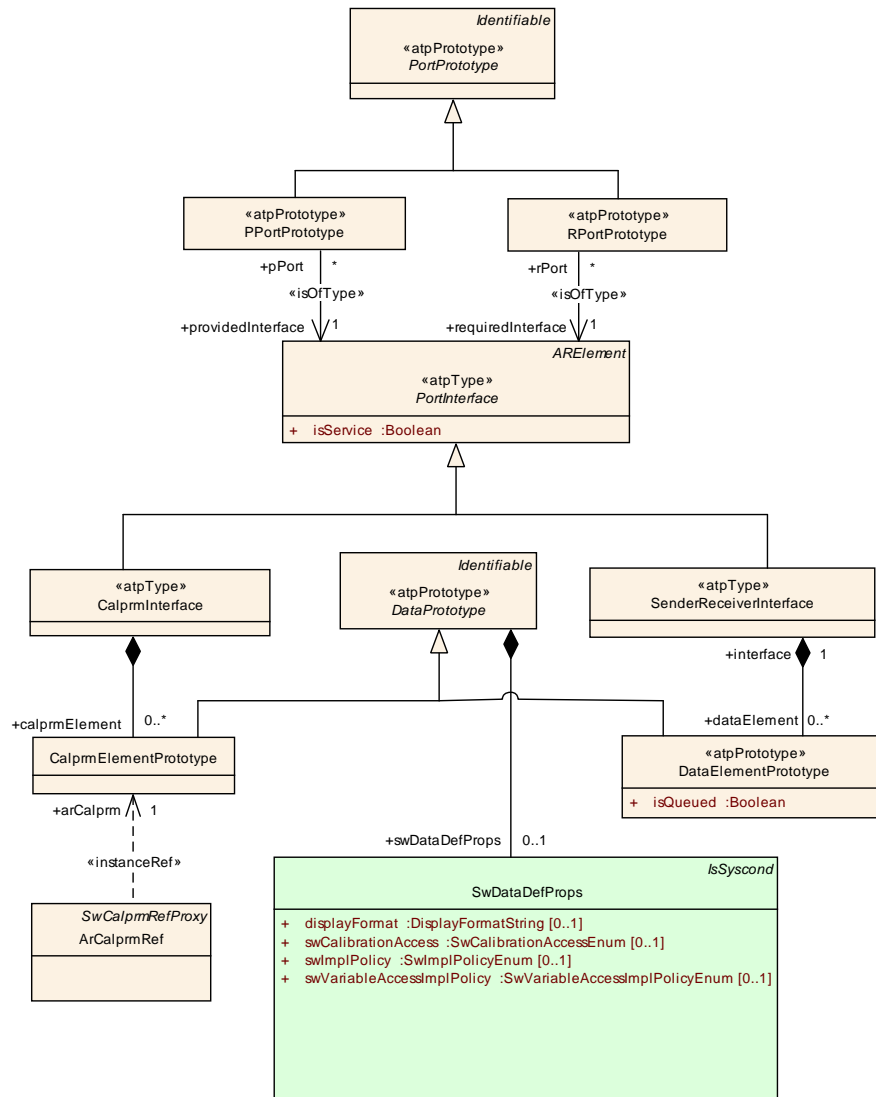 Identifiable
«atpPrototype»
PortPrototype
«atpPrototype»
PPortPrototype
«atpPrototype»
RPortPrototype
+pPort *
«isOfType»
+providedInterface 1
+rPort *
«isOfType»
+requiredInterface 1
ARElement
«atpType»
PortInterface
+ isService :Boolean
«atpType»
CalprmInterface
Identifiable
«atpPrototype»
DataPrototype
«atpType»
SenderReceiverInterface
+interface 1
+calprmElement 0..*
+dataElement 0..*
CalprmElementPrototype
«atpPrototype»
DataElementPrototype
+ isQueued :Boolean
+arCalprm 1
«instanceRef»
+swDataDefProps 0..1
SwCalprmRefProxy
ArCalprmRef
IsSyscond
SwDataDefProps
+ displayFormat :DisplayFormatString [0..1]
+ swCalibrationAccess :SwCalibrationAccessEnum [0..1]
+ swImplPolicy :SwImplPolicyEnum [0..1]
+ swVariableAccessImplPolicy :SwVariableAccessImplPolicyEnum [0..1]